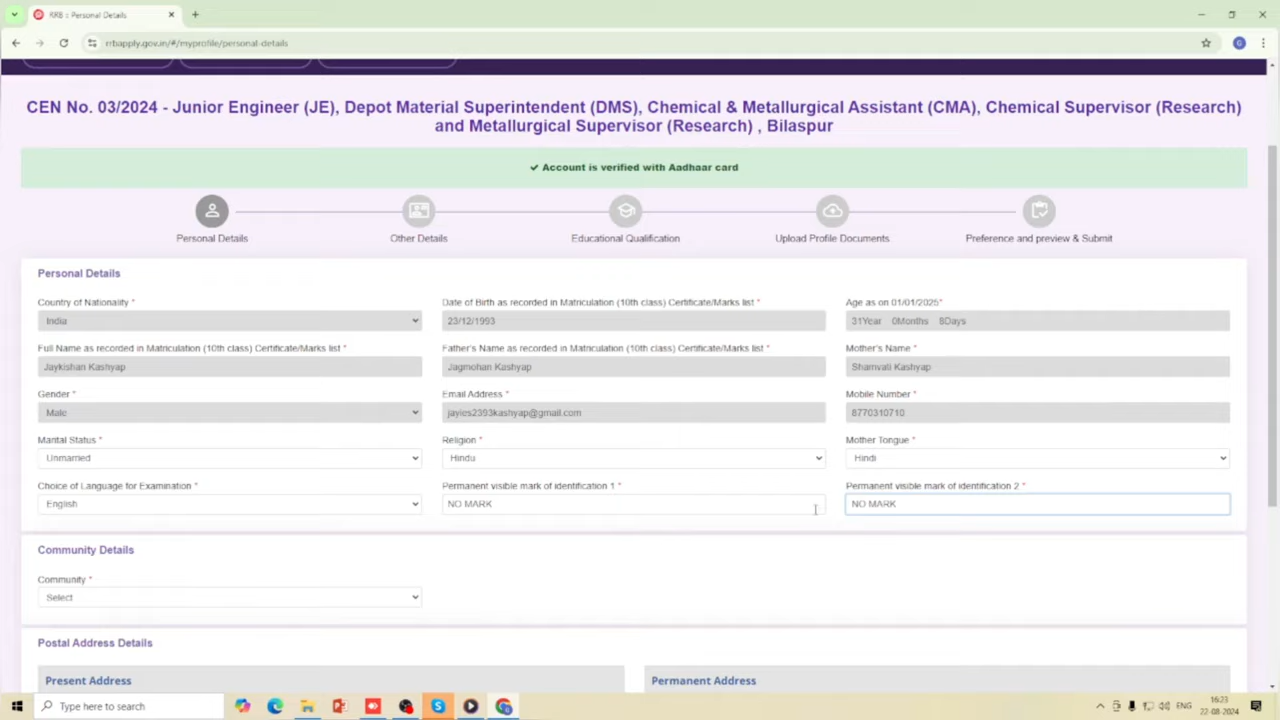 RRB :: Personal Details
rrbapply.gov.in/#/myprofile/personal-details
G
CEN No. 03/2024 - Junior Engineer (JE), Depot Material Superintendent (DMS), Chemical & Metallurgical Assistant (CMA), Chemical Supervisor (Research)
and Metallurgical Supervisor (Research) , Bilaspur
Account is verified with Aadhaar card
Personal Details Other Details Educational Qualification Upload Profile Documents Preference and preview & Submit
Personal Details
Country of Nationality * Date of Birth as recorded in Matriculation (10th class) Certificate/Marks list * Age as on 01/01/2025*
India 23/12/1993 31Year 0Months 8Days
Full Name as recorded in Matriculation (10th class) Certificate/Marks list * Father's Name as recorded in Matriculation (10th class) Certificate/Marks list * Mother's Name *
Jaykishan Kashyap Jagmohan Kashyap Shamvati Kashyap
Gender * Email Address * Mobile Number *
Male jayies2393kashyap@gmail.com 8770310710
Marital Status * Religion * Mother Tongue *
Unmarried Hindu Hindi
Choice of Language for Examination * Permanent visible mark of identification 1 * Permanent visible mark of identification 2 *
English NO MARK NO MARK
Community Details
Community *
Select
Postal Address Details
Present Address Permanent Address
Type here to search
ENG
16:23
22-08-2024